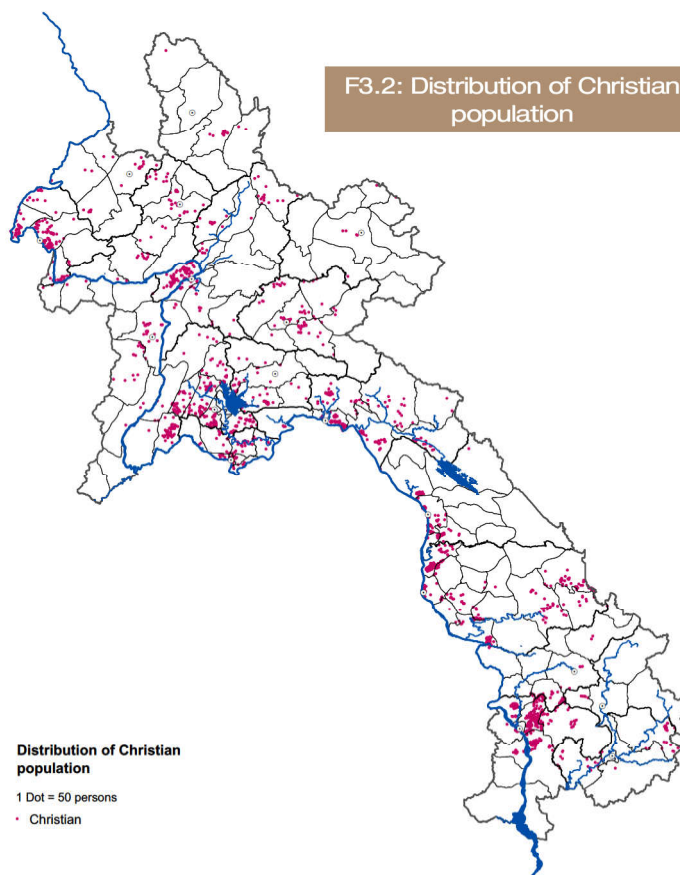 F3.2: Distribution of Christian
population
Distribution of Christian
population
1 Dot = 50 persons
Christian